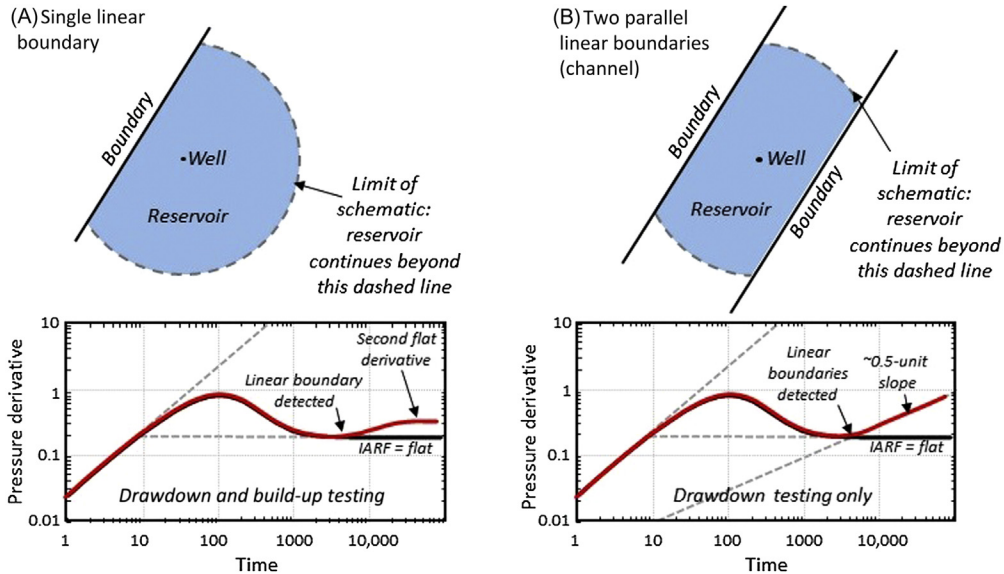 (A) Single linear
boundary
Boundary
Well
Reservoir
Limit of
schematic:
reservoir
continues beyond
this dashed line
Pressure derivative
10
1
0.1
0.01
Second flat
derivative
Linear boundary
detected
IARF = flat
Drawdown and build-up testing
1
10
100
1000
10,000
Time
(B) Two parallel
linear boundaries
(channel)
Boundary
Well
Reservoir
Boundary
Limit of
schematic:
reservoir
continues beyond
this dashed line
Pressure derivative
10
1
0.1
0.01
Linear
boundaries
detected
~0.5-unit
slope
IARF = flat
Drawdown testing only
1
10
100
1000
10,000
Time